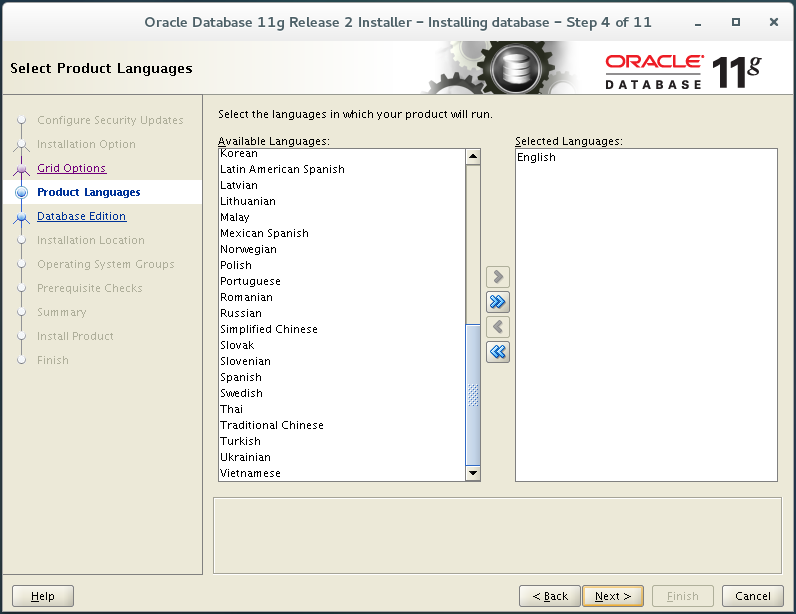 Oracle Database 11g Release 2 Installer – Installing database – Step 4 of 11
Select Product Languages
ORACLE
DATABASE
11g
Configure Security Updates
Installation Option
Grid Options
Product Languages
Database Edition
Installation Location
Operating System Groups
Prerequisite Checks
Summary
Install Product
Finish
Select the languages in which your product will run.
Available Languages:
Korean
Latin American Spanish
Latvian
Lithuanian
Malay
Mexican Spanish
Norwegian
Polish
Portuguese
Romanian
Russian
Simplified Chinese
Slovak
Slovenian
Spanish
Swedish
Thai
Traditional Chinese
Turkish
Ukrainian
Vietnamese
Selected Languages:
English
Help
< Back
Next >
Finish
Cancel